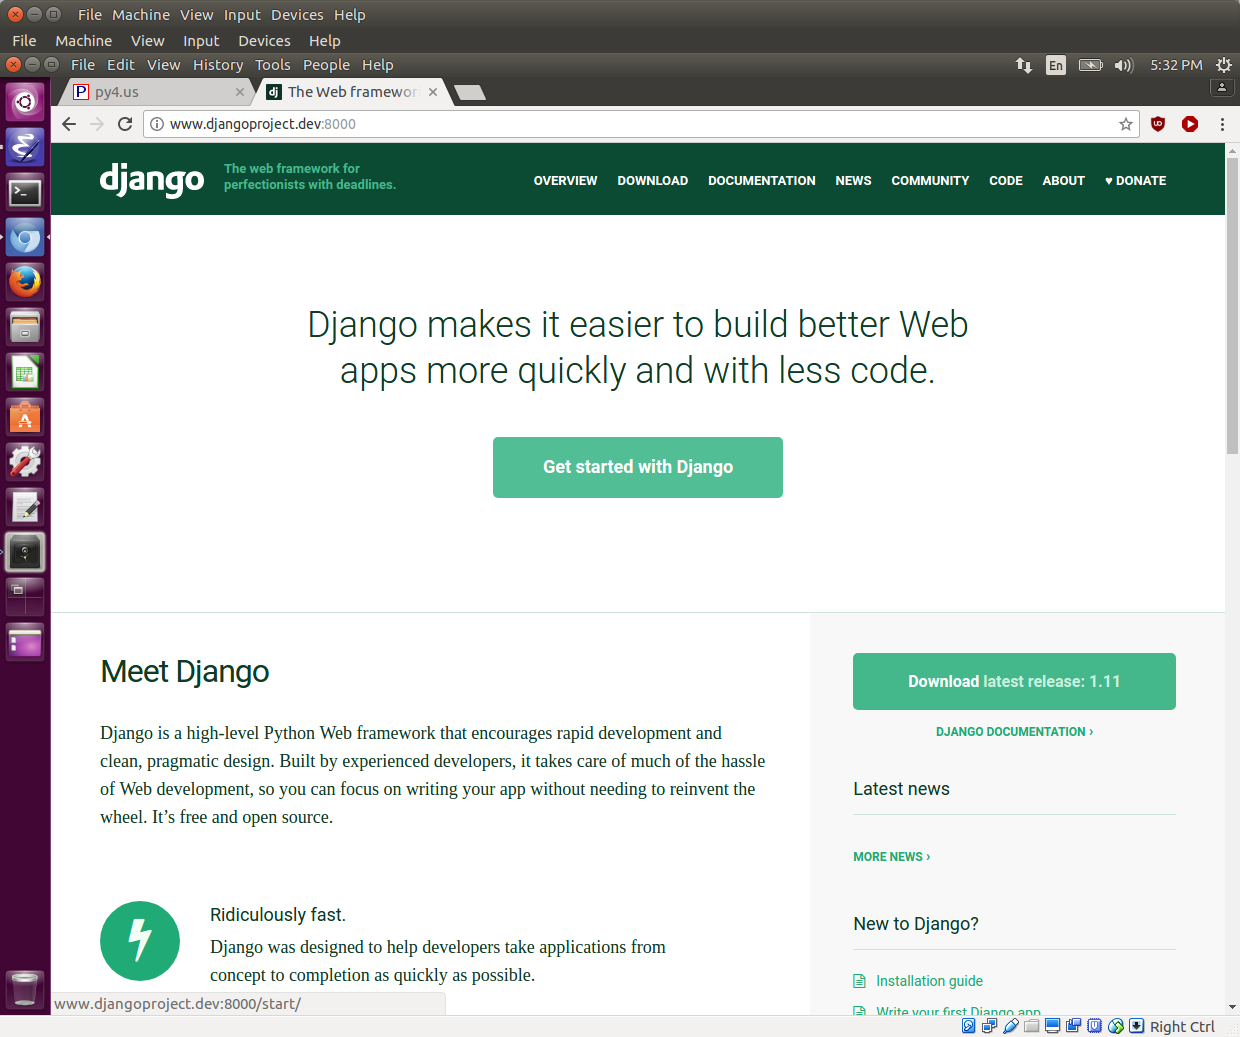 File Machine View Input Devices Help
File Machine View Input Devices Help
File Edit View History Tools People Help En 5:32 PM
py4.us The Web framewor
www.djangoproject.dev:8000
django The web framework for
perfectionists with deadlines.
OVERVIEW DOWNLOAD DOCUMENTATION NEWS COMMUNITY CODE ABOUT ♥ DONATE
Django makes it easier to build better Web
apps more quickly and with less code.
Get started with Django
Meet Django
Django is a high-level Python Web framework that encourages rapid development and
clean, pragmatic design. Built by experienced developers, it takes care of much of the hassle
of Web development, so you can focus on writing your app without needing to reinvent the
wheel. It’s free and open source.
Ridiculously fast.
Django was designed to help developers take applications from
concept to completion as quickly as possible.
Download latest release: 1.11
DJANGO DOCUMENTATION ›
Latest news
MORE NEWS ›
New to Django?
Installation guide
Write your first Django app
www.djangoproject.dev:8000/start/
Right Ctrl